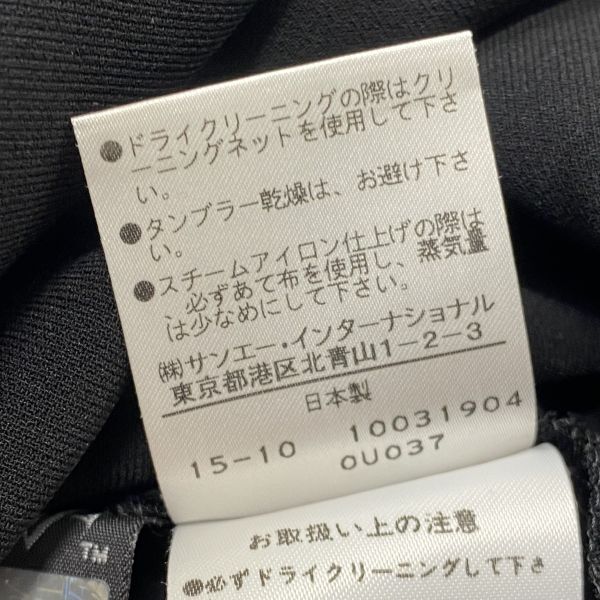 ●ドライクリーニングの際はクリ
ーニングネットを使用して下さ
い。
●タンブラー乾燥は、お避け下さ
い。
●スチームアイロン仕上げの際は
必ずあて布を使用し、蒸気量
は少なめにして下さい。
㈱サンエー・インターナショナル
東京都港区北青山1-2-3
日本製
15-10 10031904
0U037
お取扱い上の注意
●必ずドライクリーニングして下さ
TM